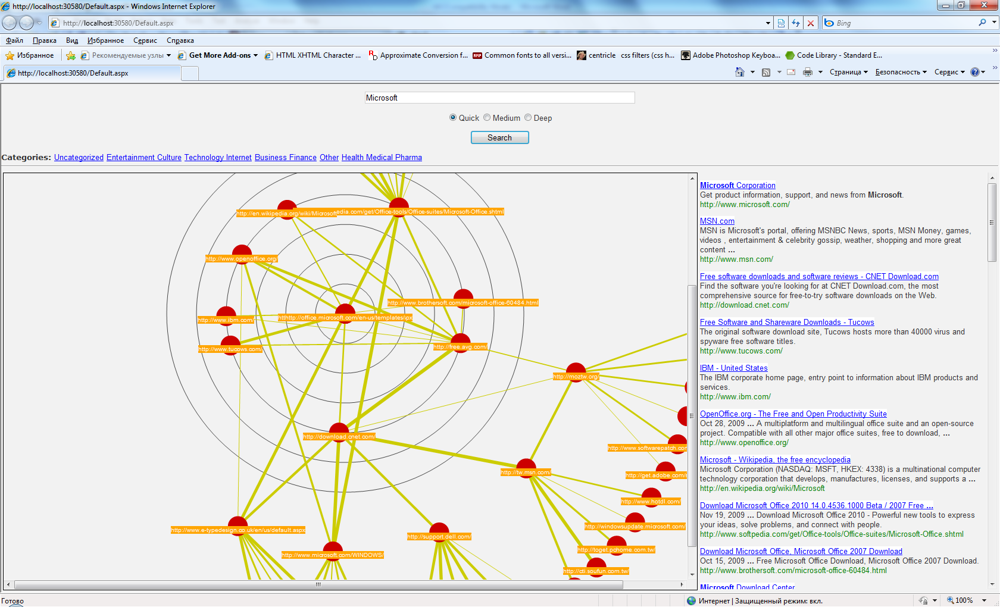 http://localhost:30580/Default.aspx - Windows Internet Explorer
http://localhost:30580/Default.aspx
Bing
Файл Правка Вид Избранное Сервис Справка
Избранное Рекомендуемые узлы Get More Add-ons HTML XHTML Character ... Approximate Conversion f... Common fonts to all versi... centricle css filters (css h... Adobe Photoshop Keyboa... Code Library - Standard E...
http://localhost:30580/Default.aspx
Страница Безопасность Сервис
Microsoft
Quick Medium Deep
Search
Categories: Uncategorized Entertainment Culture Technology Internet Business Finance Other Health Medical Pharma
http://en.wikipedia.org/wiki/Microsoft
pedia.com/get/Office-tools/Office-suites/Microsoft-Office.shtml
http://www.openoffice.org/
http://www.brothersoft.com/microsoft-office-60484.html
http://www.ibm.com/
http://office.microsoft.com/en-us/templates/
http://www.tucows.com/
http://free.avg.com/
http://moztw.org/
http://download.cnet.com/
http://www.softwarepatch.com
http://tw.msn.com/
http://get.adobe.com/r
http://www.hotdl.com/
http://www.e-typedesign.co.uk/en/us/default.aspx
http://windowsupdate.microsoft.com/
http://support.dell.com/
http://toget.pchome.com.tw/
http://www.microsoft.com/WINDOWS/
http://cti.soufun.com.tw/
Microsoft Corporation
Get product information, support, and news from Microsoft.
http://www.microsoft.com/
MSN.com
MSN is Microsoft's portal, offering MSNBC News, sports, MSN Money, games,
videos , entertainment & celebrity gossip, weather, shopping and more great
content ...
http://www.msn.com/
Free software downloads and software reviews - CNET Download.com
Find the software you're looking for at CNET Download.com, the most
comprehensive source for free-to-try software downloads on the Web.
http://download.cnet.com/
Free Software and Shareware Downloads - Tucows
The original software download site, Tucows hosts more than 40000 virus and
spyware free software titles.
http://www.tucows.com/
IBM - United States
The IBM corporate home page, entry point to information about IBM products and
services.
http://www.ibm.com/
OpenOffice.org - The Free and Open Productivity Suite
Oct 28, 2009 ... A multiplatform and multilingual office suite and an open-source
project. Compatible with all other major office suites, free to download, ...
http://www.openoffice.org/
Microsoft - Wikipedia, the free encyclopedia
Microsoft Corporation (NASDAQ: MSFT, HKEX: 4338) is a multinational computer
technology corporation that develops, manufactures, licenses, and supports a ...
http://en.wikipedia.org/wiki/Microsoft
Download Microsoft Office 2010 14.0.4536.1000 Beta / 2007 Free ...
Nov 19, 2009 ... Download Microsoft Office 2010 - Powerful new tools to express
your ideas, solve problems, and connect with people.
http://www.softpedia.com/get/Office-tools/Office-suites/Microsoft-Office.shtml
Download Microsoft Office, Microsoft Office 2007 Download
Oct 15, 2009 ... Free Microsoft Office Download, Microsoft Office 2007 Download.
http://www.brothersoft.com/microsoft-office-60484.html
Microsoft Download Center
Готово
Интернет | Защищенный режим: вкл.
100%